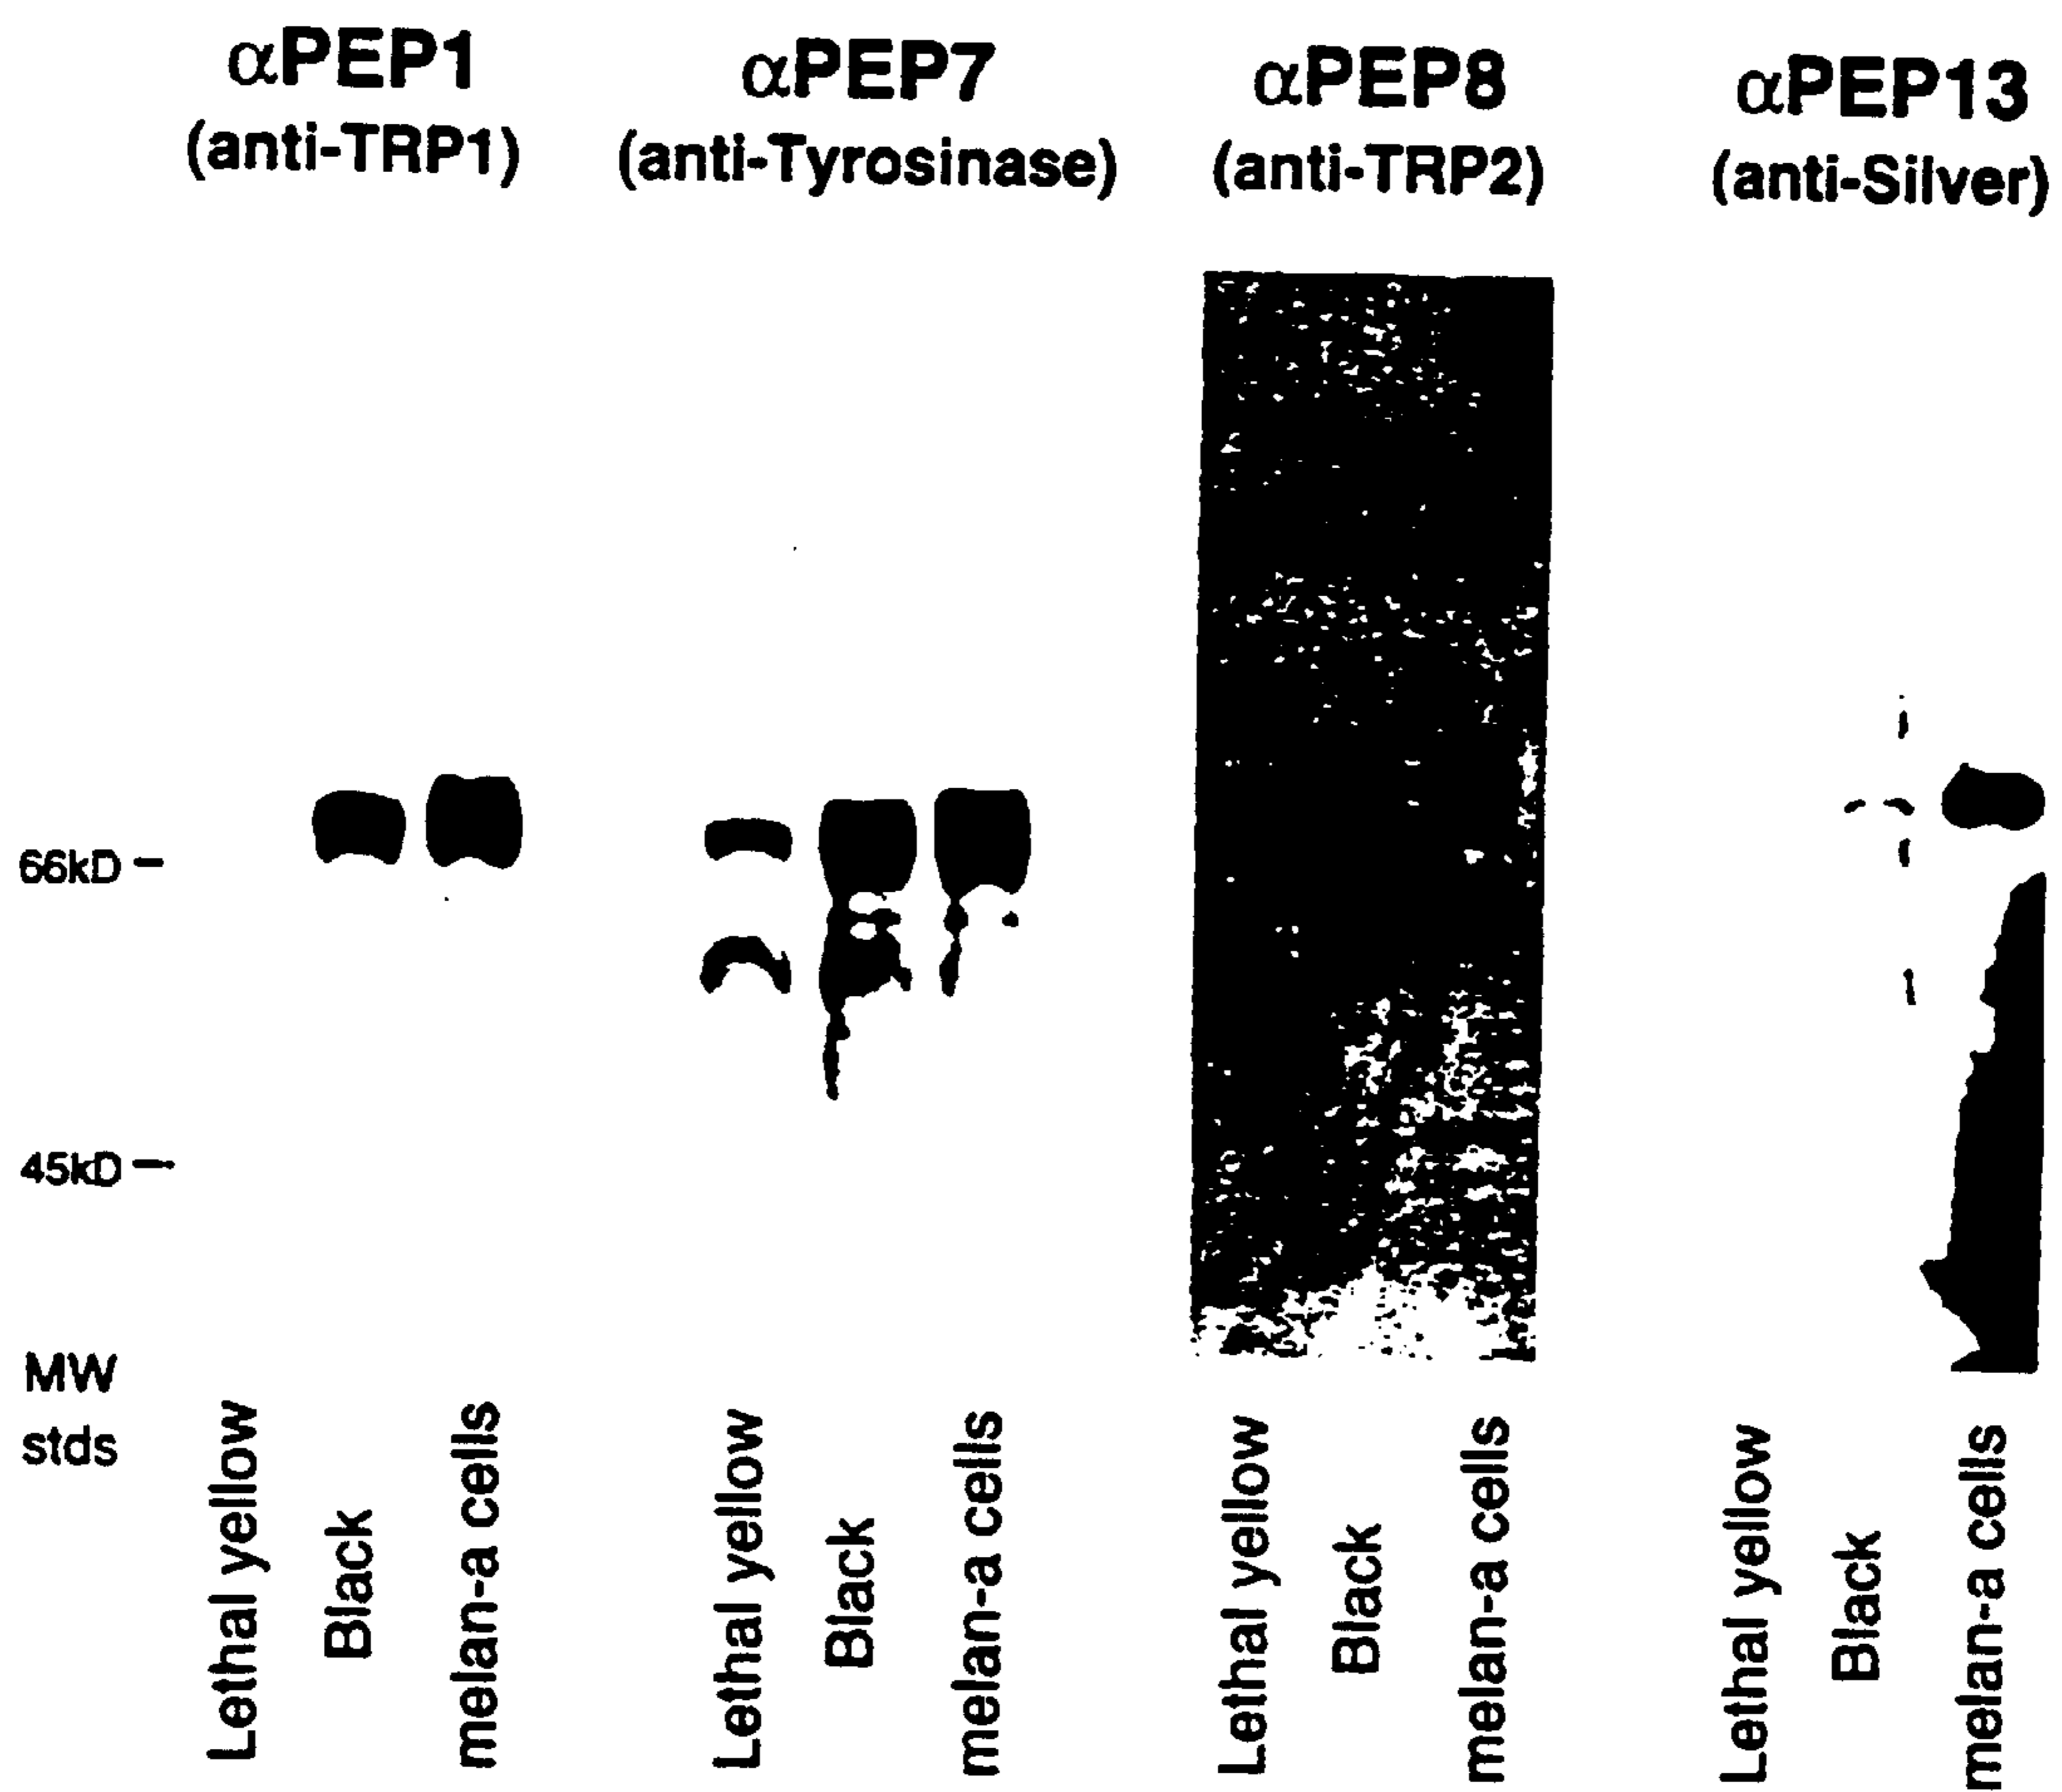 αPEP1
(anti-TRP1)
αPEP7
(anti-Tyrosinase)
αPEP8
(anti-TRP2)
αPEP13
(anti-Silver)
66kD
45kD
MW
stds
Lethal yellow
Black
melan-a cells
Lethal yellow
Black
melan-a cells
Lethal yellow
Black
melan-a cells
Lethal yellow
Black
melan-a cells